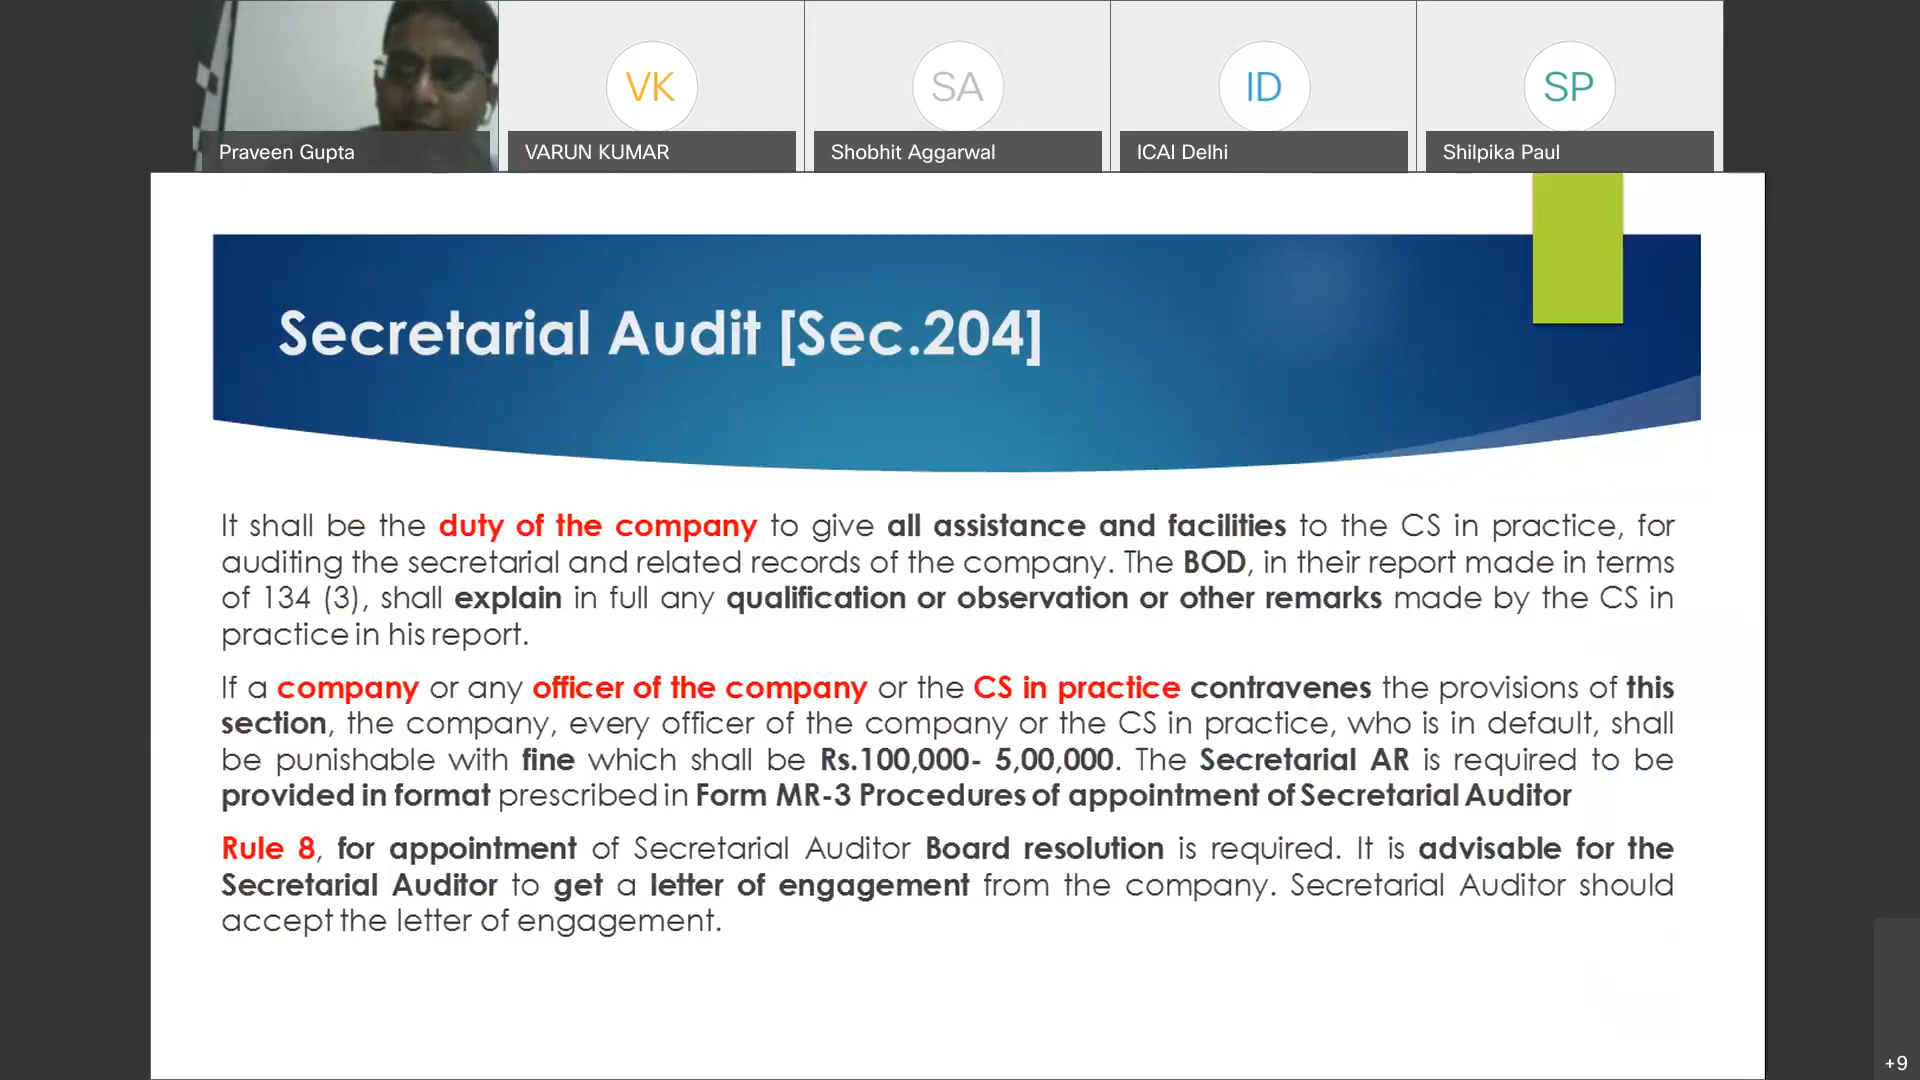 VK
SA
ID
SP
Praveen Gupta
VARUN KUMAR
Shobhit Aggarwal
ICAI Delhi
Shilpika Paul
Secretarial Audit [Sec.204]
It shall be the duty of the company to give all assistance and facilities to the CS in practice, for
auditing the secretarial and related records of the company. The BOD, in their report made in terms
of 134 (3), shall explain in full any qualification or observation or other remarks made by the CS in
practice in his report.
If a company or any officer of the company or the CS in practice contravenes the provisions of this
section, the company, every officer of the company or the CS in practice, who is in default, shall
be punishable with fine which shall be Rs.100,000- 5,00,000. The Secretarial AR is required to be
provided in format prescribed in Form MR-3 Procedures of appointment of Secretarial Auditor
Rule 8, for appointment of Secretarial Auditor Board resolution is required. It is advisable for the
Secretarial Auditor to get a letter of engagement from the company. Secretarial Auditor should
accept the letter of engagement.
+9